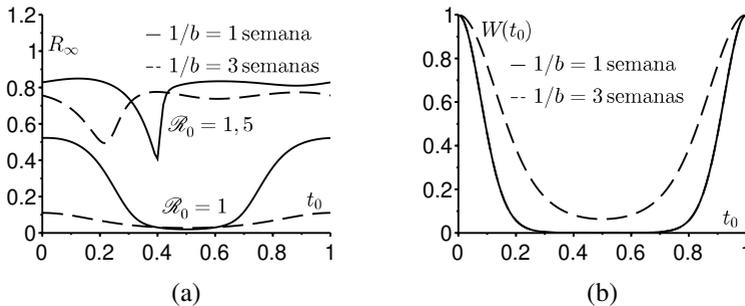 1.2
R∞
— 1/b = 1 semana
-- 1/b = 3 semanas
1
0.8
0.6
ℛ0 = 1,5
0.4
0.2
ℛ0 = 1
t0
0
0 0.2 0.4 0.6 0.8 1
(a)
1
W(t0)
— 1/b = 1 semana
-- 1/b = 3 semanas
0.8
0.6
0.4
0.2
t0
0
0 0.2 0.4 0.6 0.8 1
(b)